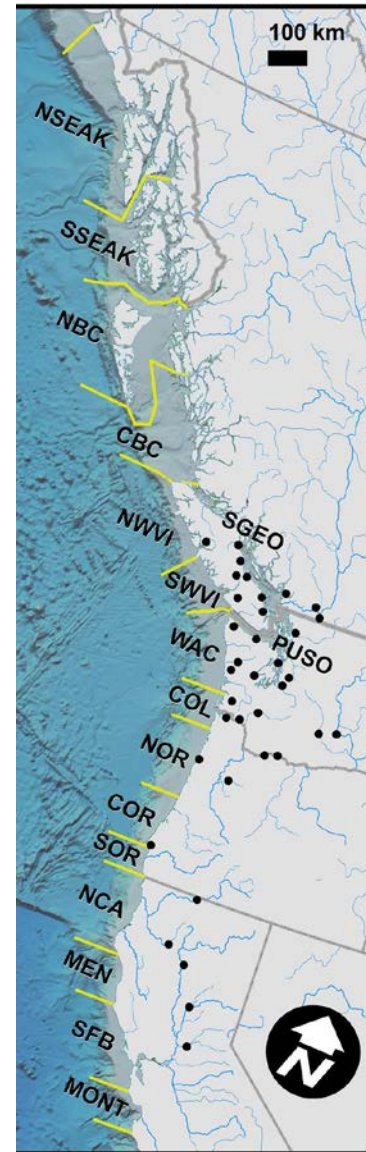 100 km
NSEAK
SSEAK
NBC
CBC
NWVI
SGEO
SWVI
PUSO
WAC
COL
NOR
COR
SOR
NCA
MEN
SFB
MONT
N